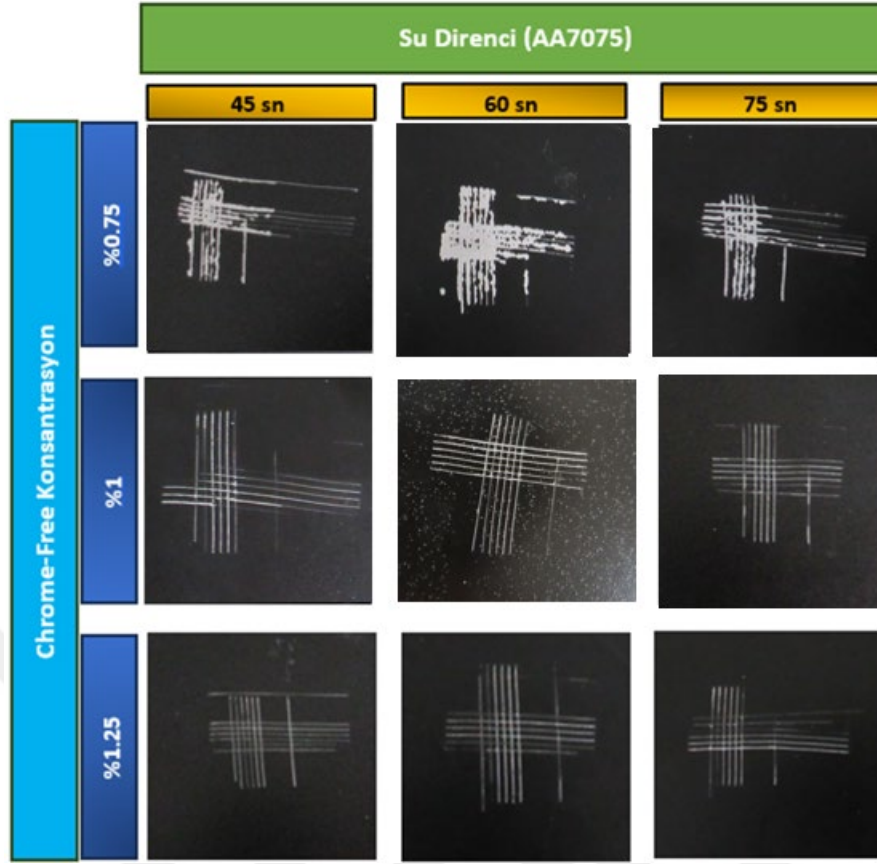 Su Direnci (AA7075)
45 sn
60 sn
75 sn
Chrome-Free Konsantrasyon
%0.75
%1
%1.25